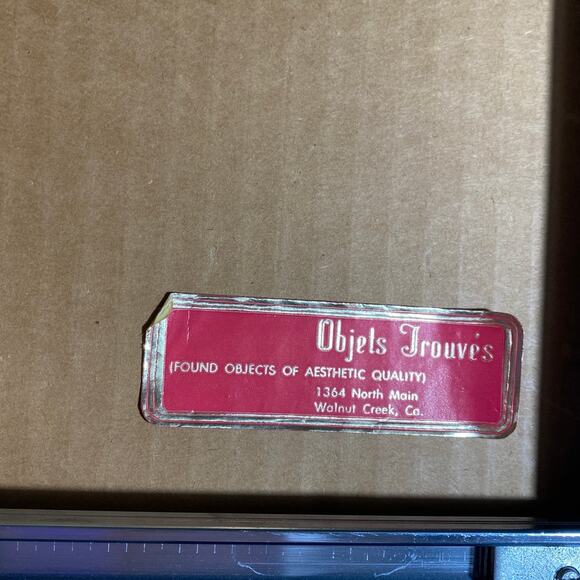 Objets Trouvés
(FOUND OBJECTS OF AESTHETIC QUALITY)
1364 North Main
Walnut Creek, Ca.